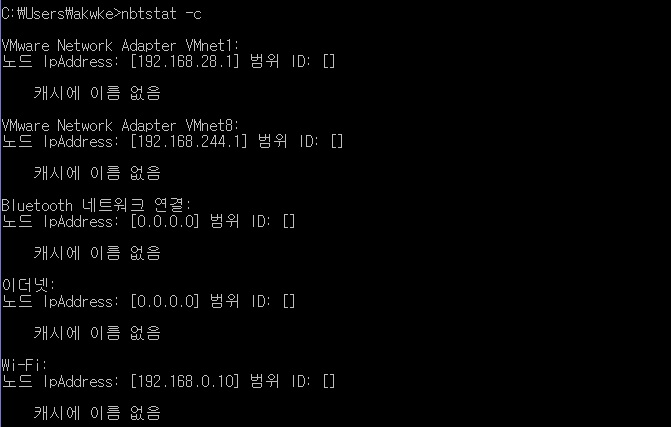 C:₩Users₩akwke>nbtstat -c
VMware Network Adapter VMnet1:
노드 IpAddress: [192.168.28.1] 범위 ID: []
캐시에 이름 없음
VMware Network Adapter VMnet8:
노드 IpAddress: [192.168.244.1] 범위 ID: []
캐시에 이름 없음
Bluetooth 네트워크 연결:
노드 IpAddress: [0.0.0.0] 범위 ID: []
캐시에 이름 없음
이더넷:
노드 IpAddress: [0.0.0.0] 범위 ID: []
캐시에 이름 없음
Wi-Fi:
노드 IpAddress: [192.168.0.10] 범위 ID: []
캐시에 이름 없음